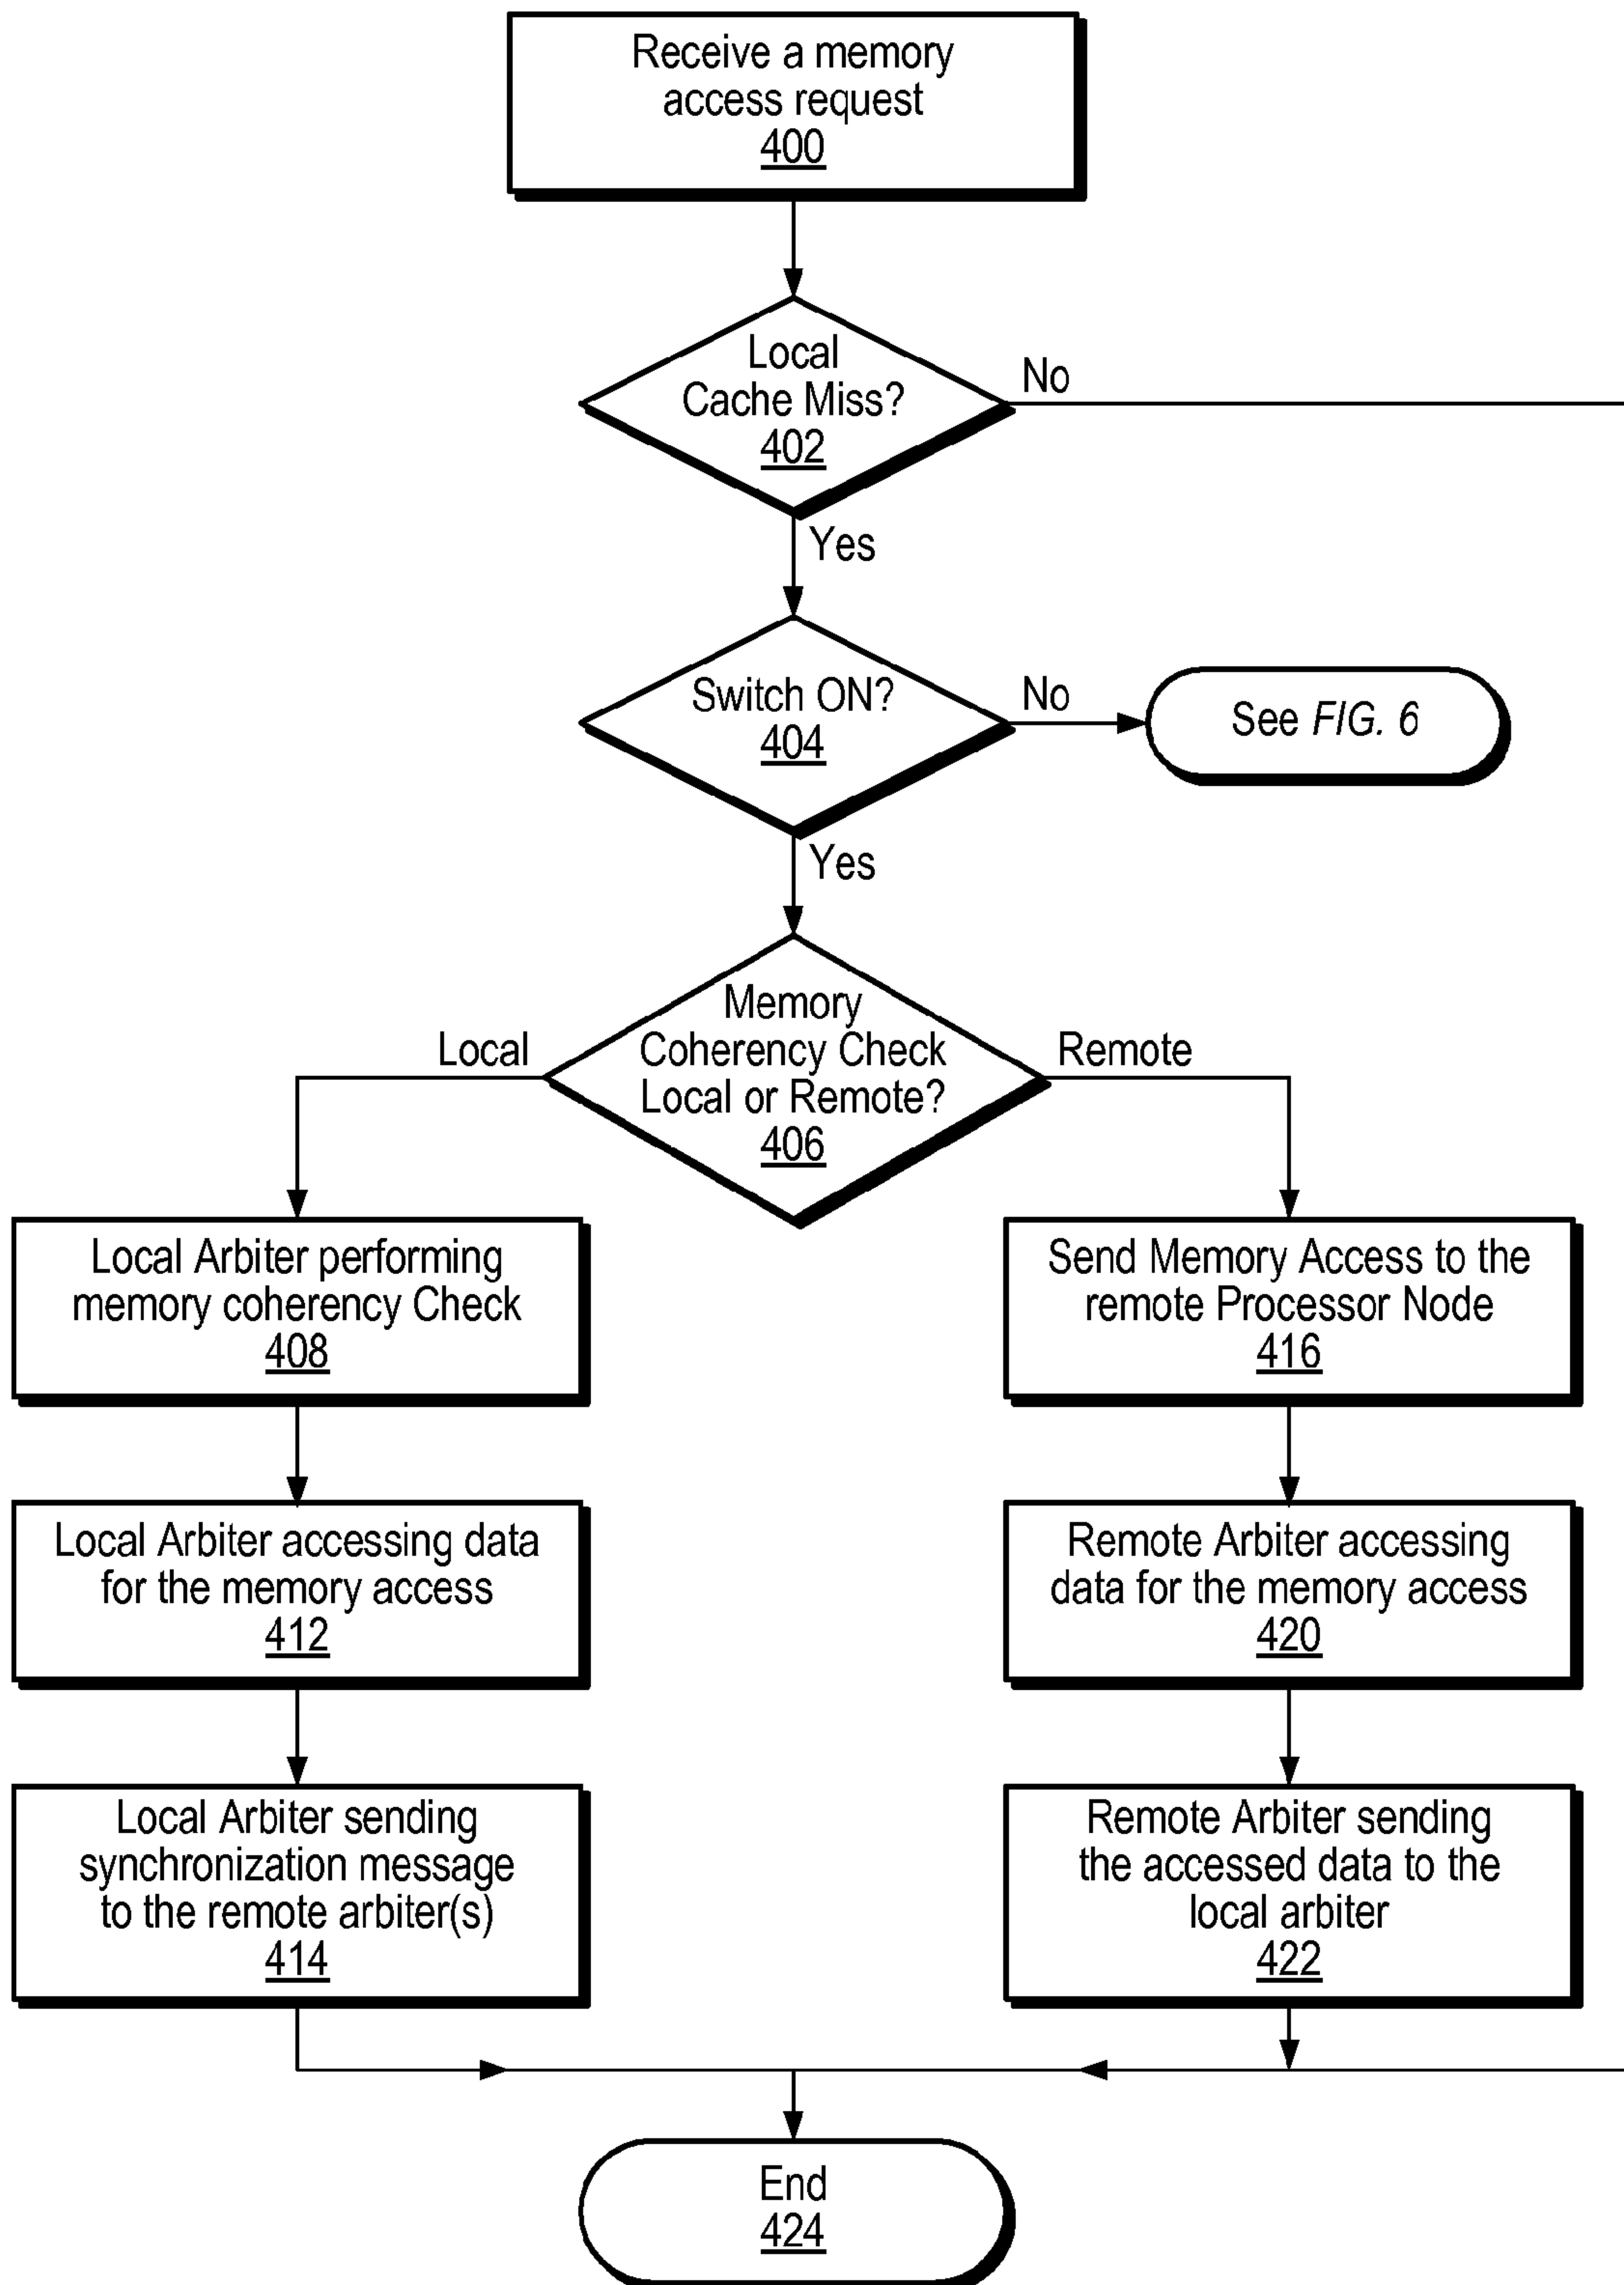 Receive a memory
access request
400
Local
Cache Miss?
402
No
Yes
Switch ON?
404
No
See FIG. 6
Yes
Memory
Coherency Check
Local or Remote?
406
Local
Remote
Local Arbiter performing
memory coherency Check
408
Send Memory Access to the
remote Processor Node
416
Local Arbiter accessing data
for the memory access
412
Remote Arbiter accessing
data for the memory access
420
Local Arbiter sending
synchronization message
to the remote arbiter(s)
414
Remote Arbiter sending
the accessed data to the
local arbiter
422
End
424